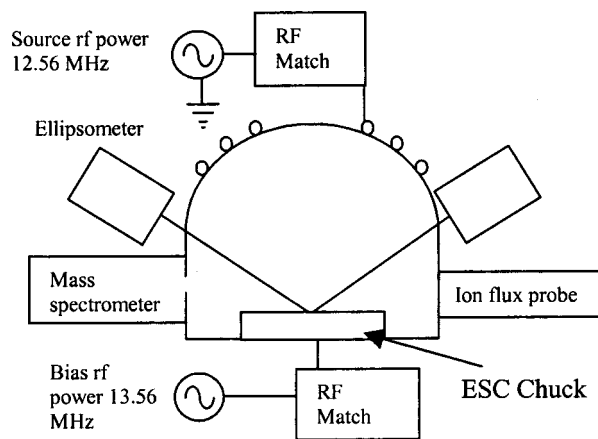 Source rf power
12.56 MHz
RF
Match
Ellipsometer
Mass
spectrometer
Ion flux probe
Bias rf
power 13.56
MHz
RF
Match
ESC Chuck